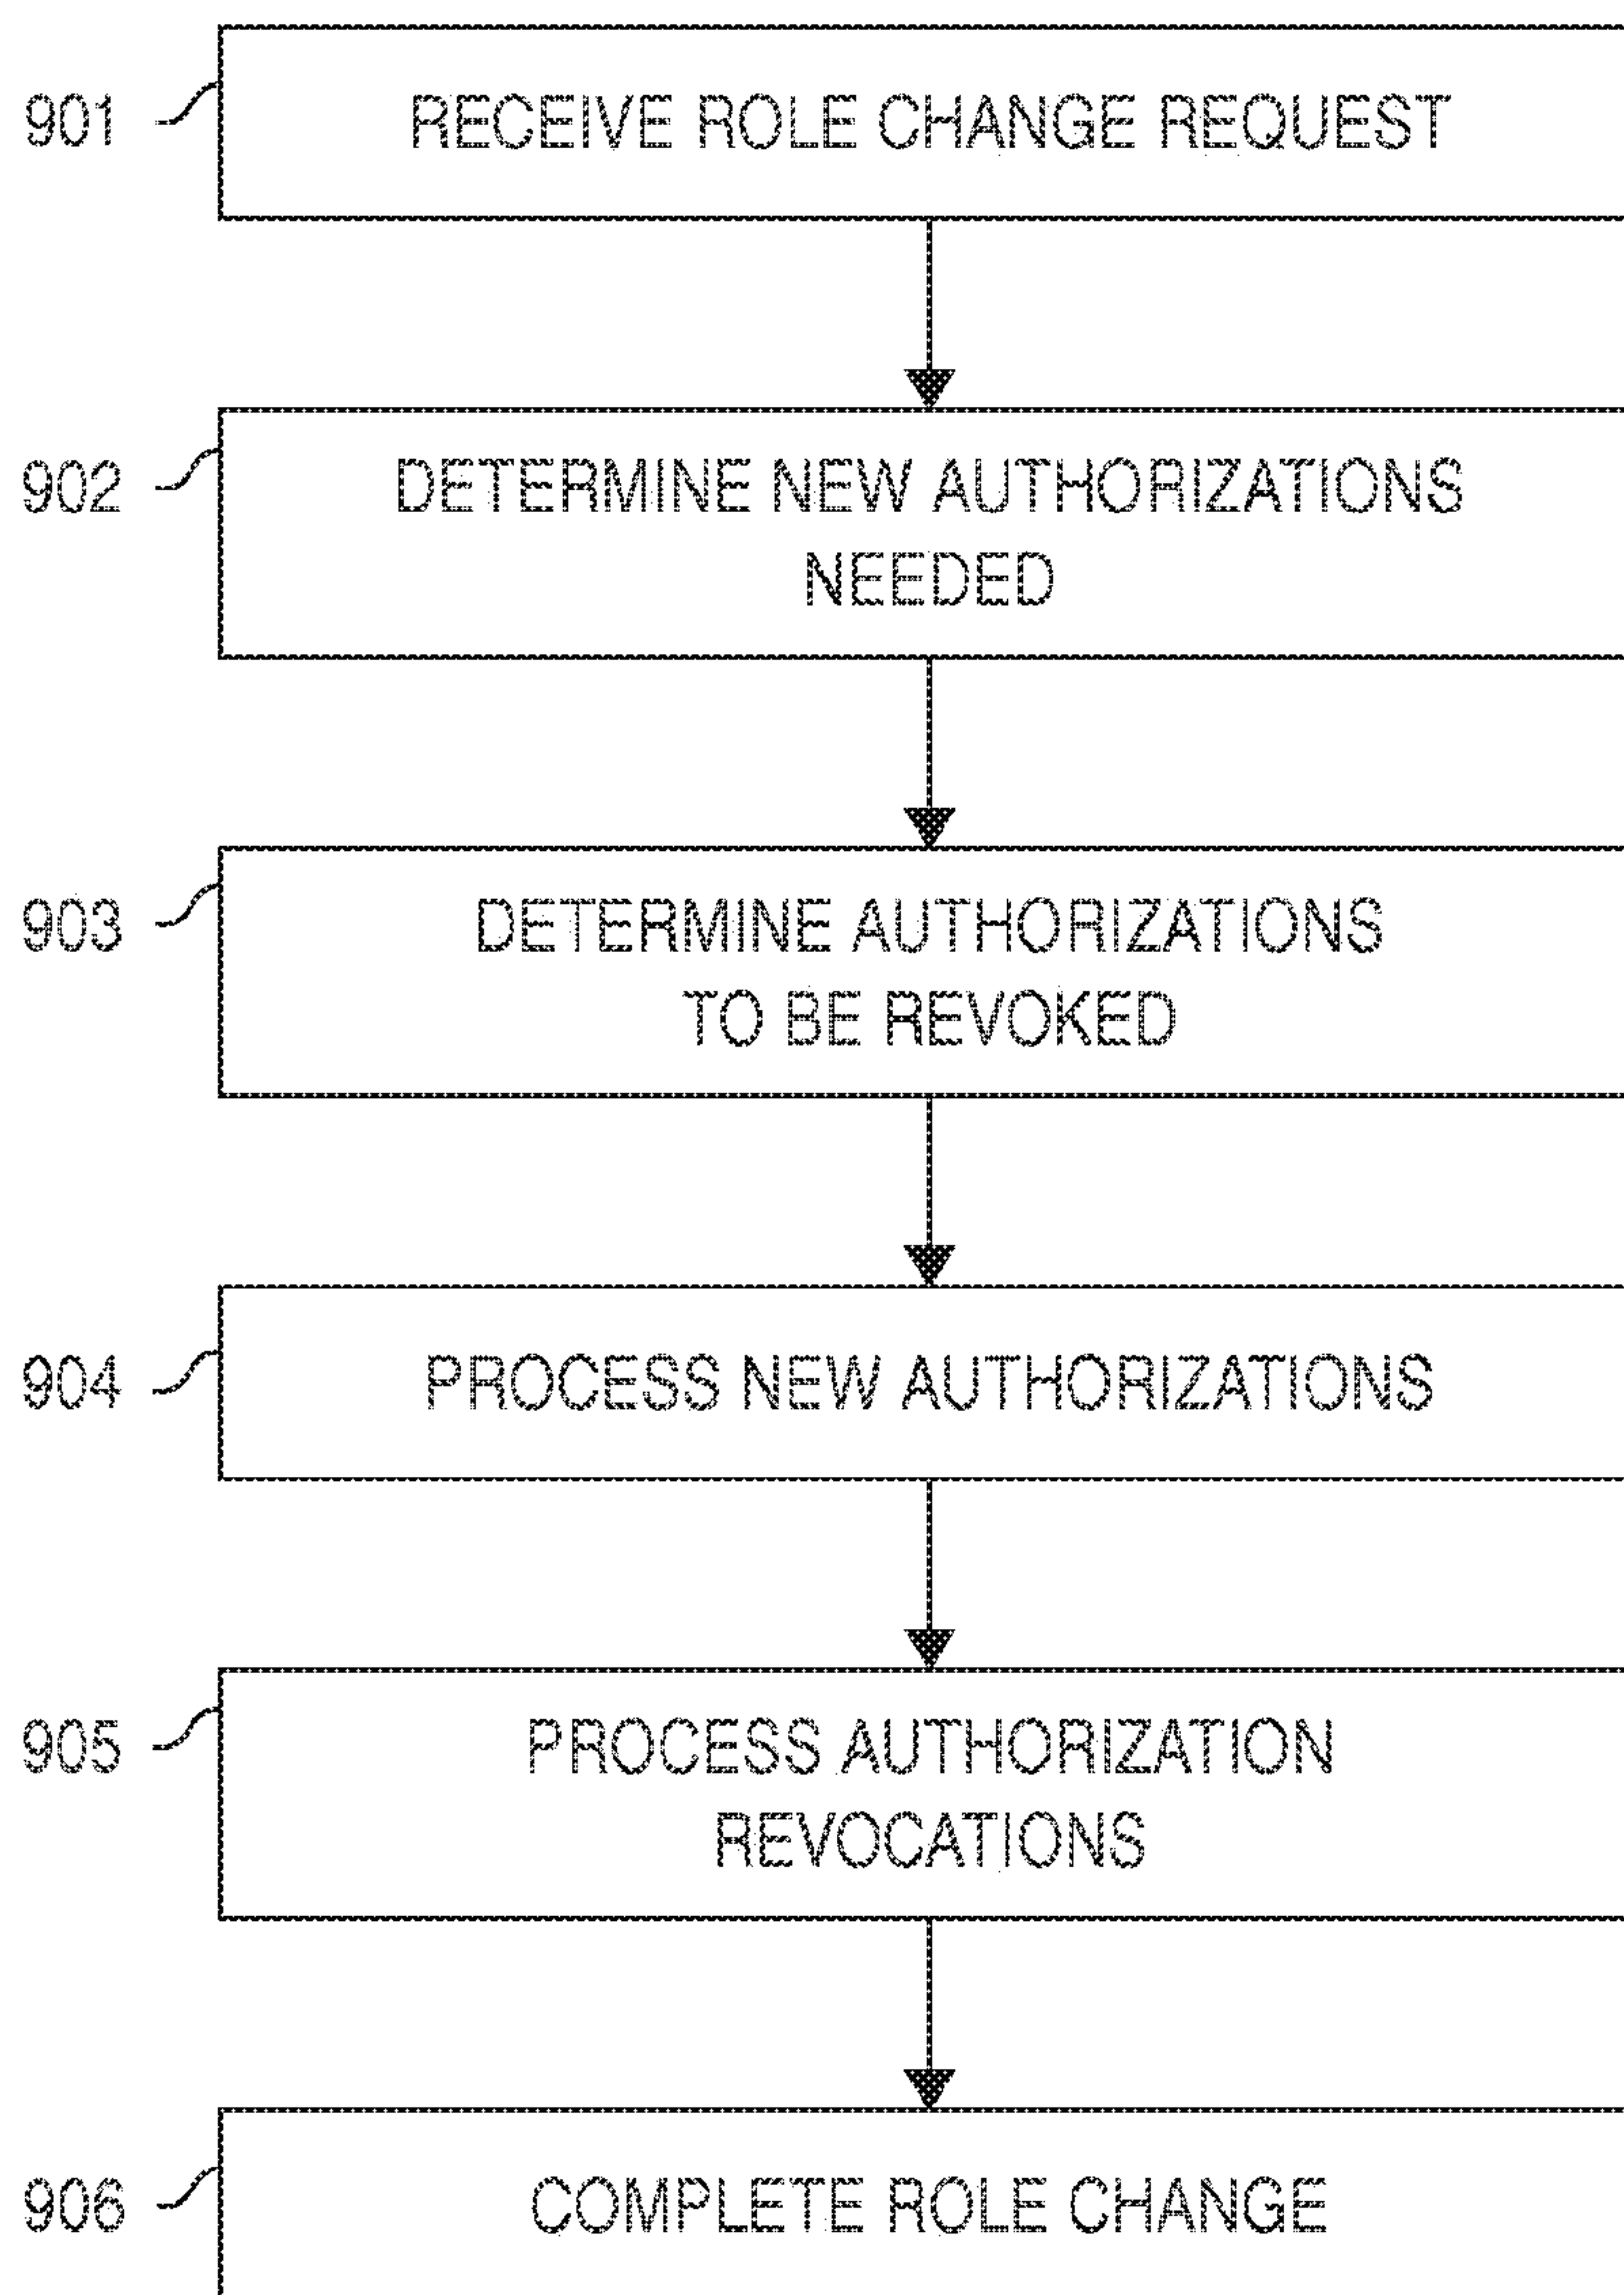 901
RECEIVE ROLE CHANGE REQUEST
902
DETERMINE NEW AUTHORIZATIONS
NEEDED
903
DETERMINE AUTHORIZATIONS
TO BE REVOKED
904
PROCESS NEW AUTHORIZATIONS
905
PROCESS AUTHORIZATION
REVOCATIONS
906
COMPLETE ROLE CHANGE